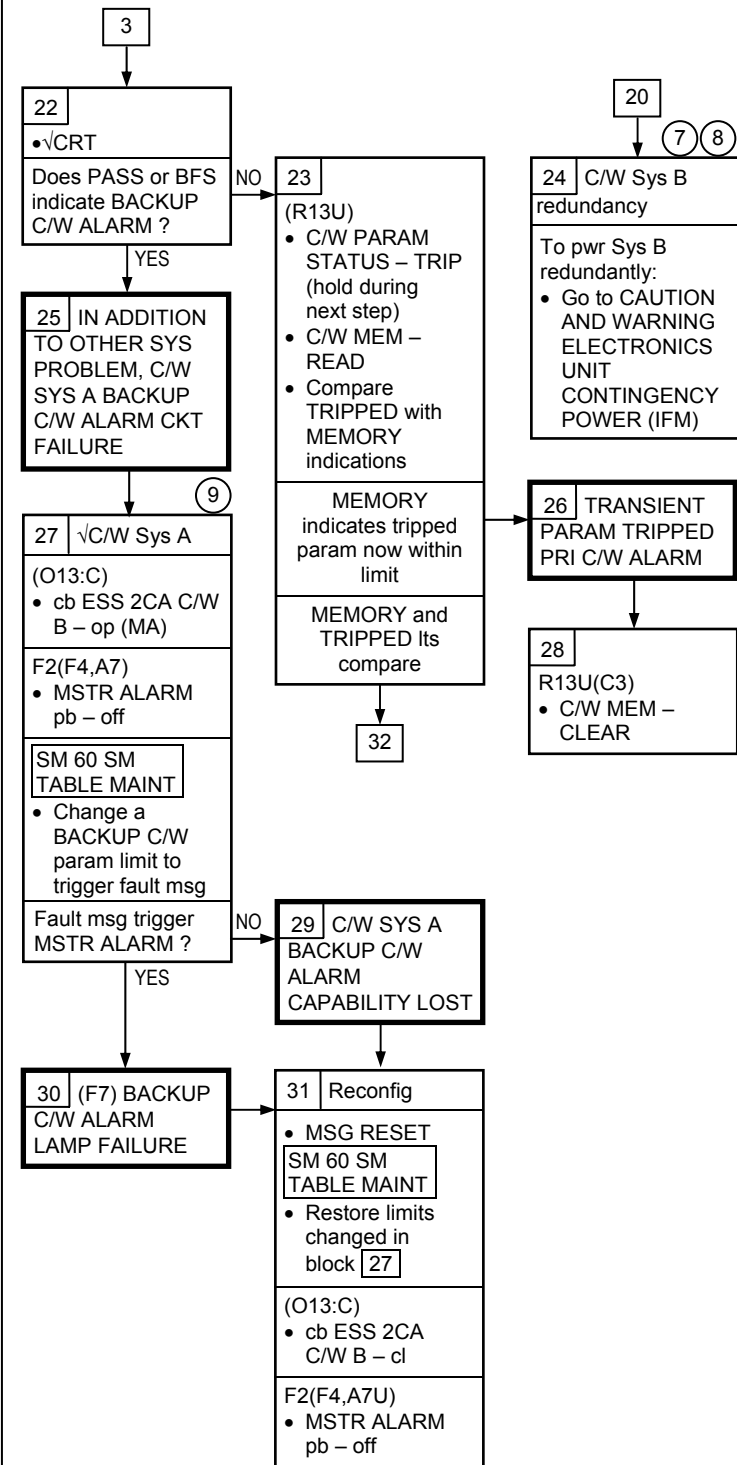 3
22
•√CRT
Does PASS or BFS
indicate BACKUP
C/W ALARM ?
NO
YES
25 IN ADDITION
TO OTHER SYS
PROBLEM, C/W
SYS A BACKUP
C/W ALARM CKT
FAILURE
9
27 √C/W Sys A
(O13:C)
• cb ESS 2CA C/W
B – op (MA)
F2(F4,A7)
• MSTR ALARM
pb – off
SM 60 SM
TABLE MAINT
• Change a
BACKUP C/W
param limit to
trigger fault msg
Fault msg trigger
MSTR ALARM ?
NO
YES
30 (F7) BACKUP
C/W ALARM
LAMP FAILURE
23
(R13U)
• C/W PARAM
STATUS – TRIP
(hold during
next step)
• C/W MEM –
READ
• Compare
TRIPPED with
MEMORY
indications
MEMORY
indicates tripped
param now within
limit
MEMORY and
TRIPPED lts
compare
32
29 C/W SYS A
BACKUP C/W
ALARM
CAPABILITY LOST
31 Reconfig
• MSG RESET
SM 60 SM
TABLE MAINT
• Restore limits
changed in
block 27
(O13:C)
• cb ESS 2CA
C/W B – cl
F2(F4,A7U)
• MSTR ALARM
pb – off
20
7 8
24 C/W Sys B
redundancy
To pwr Sys B
redundantly:
• Go to CAUTION
AND WARNING
ELECTRONICS
UNIT
CONTINGENCY
POWER (IFM)
26 TRANSIENT
PARAM TRIPPED
PRI C/W ALARM
28
R13U(C3)
• C/W MEM –
CLEAR